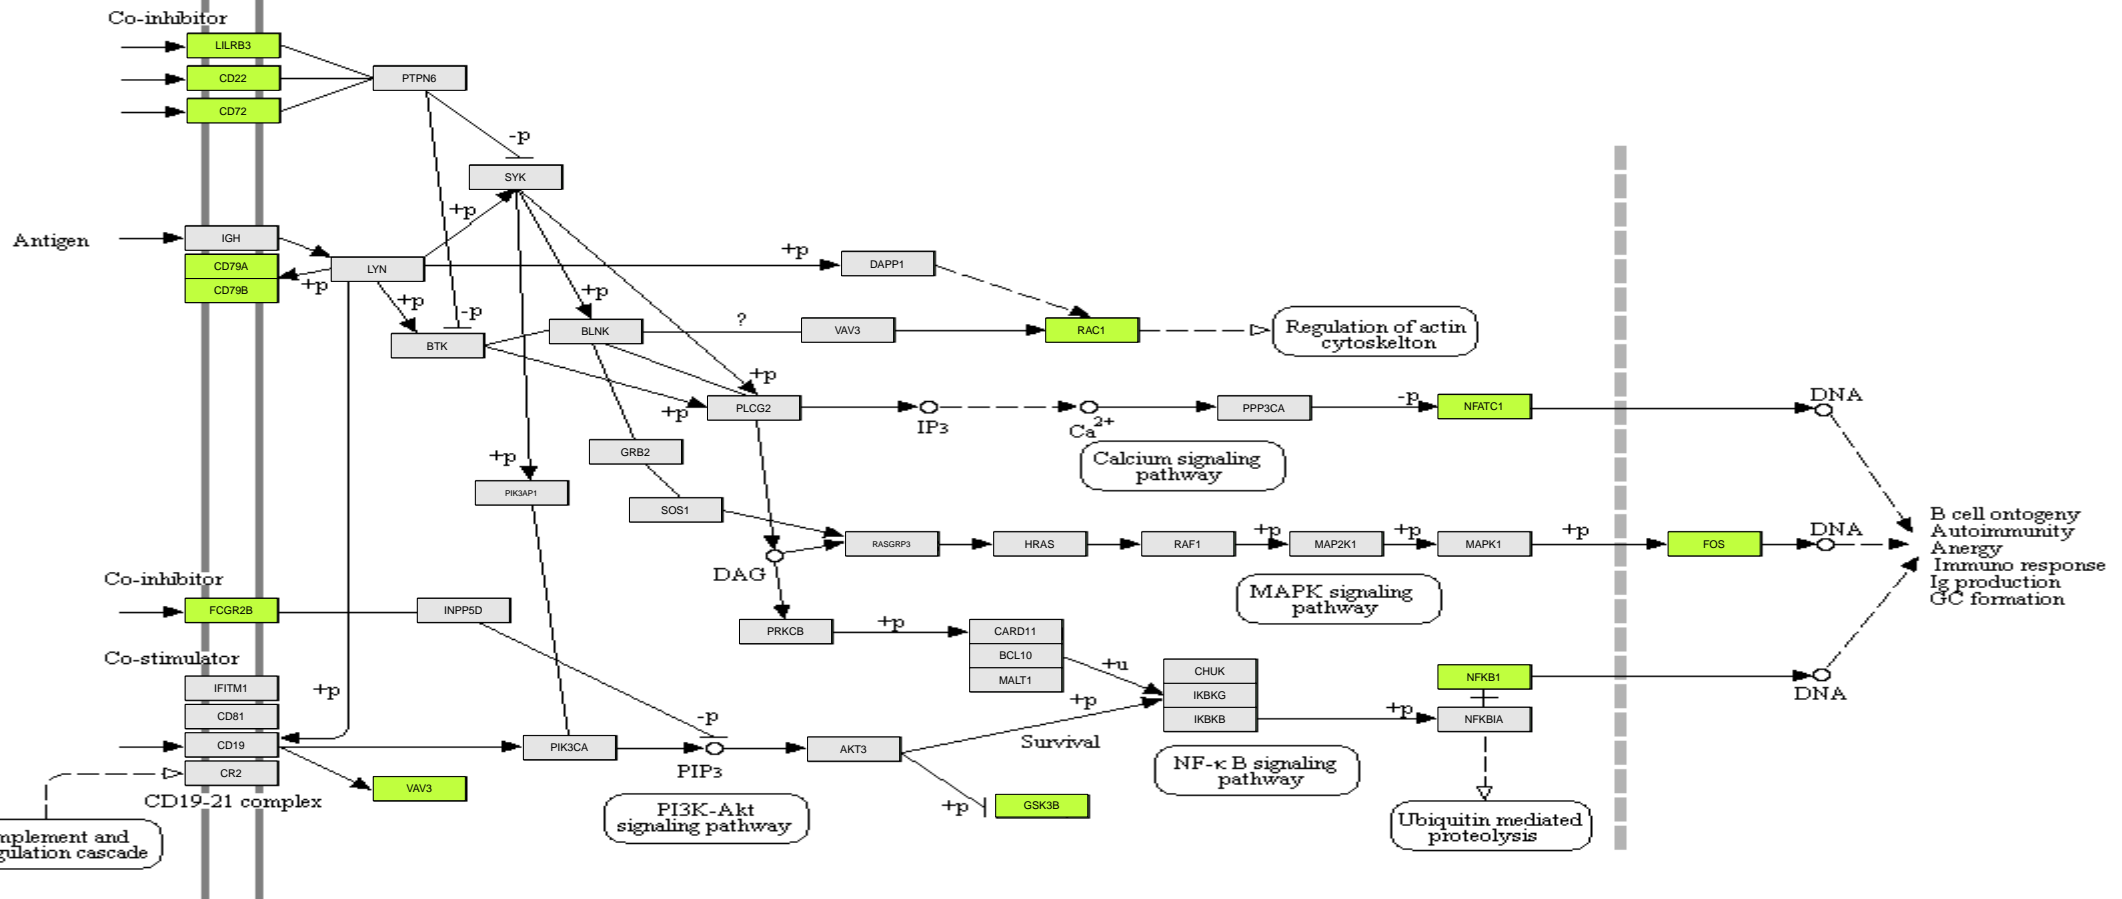 Co-inhibitor
LILRB3
CD22
PTPN6
CD72
-p
SYK
+p
Antigen
IGH
+p
DAPP1
CD79A
LYN
CD79B
+p
+p
+p
-p
?
BLNK
VAV3
RAC1
Regulation of actin
cytoskelton
BTK
+p
+p
PLCG2
IP3
Ca2+
PPP3CA
-p
NFATC1
DNA
GRB2
Calcium signaling
pathway
+p
PIK3AP1
SOS1
B cell ontogeny
Autoimmunity
Anergy
Immuno response
Ig production
GC formation
RASGRP3
HRAS
RAF1
+p
MAP2K1
+p
MAPK1
+p
FOS
DNA
DAG
MAPK signaling
pathway
Co-inhibitor
FCGR2B
INPP5D
PRKCB
+p
CARD11
BCL10
MALT1
+u
Co-stimulator
IFITM1
CD81
CD19
CR2
+p
CD19-21 complex
CHUK
IKBKG
IKBKB
+p
NFKB1
DNA
+p
NFKBIA
-p
PIK3CA
PIP3
AKT3
Survival
VAV3
NF-κ B signaling
pathway
PI3K-Akt
signaling pathway
+p
GSK3B
Ubiquitin mediated
proteolysis
mplement and
gulation cascade